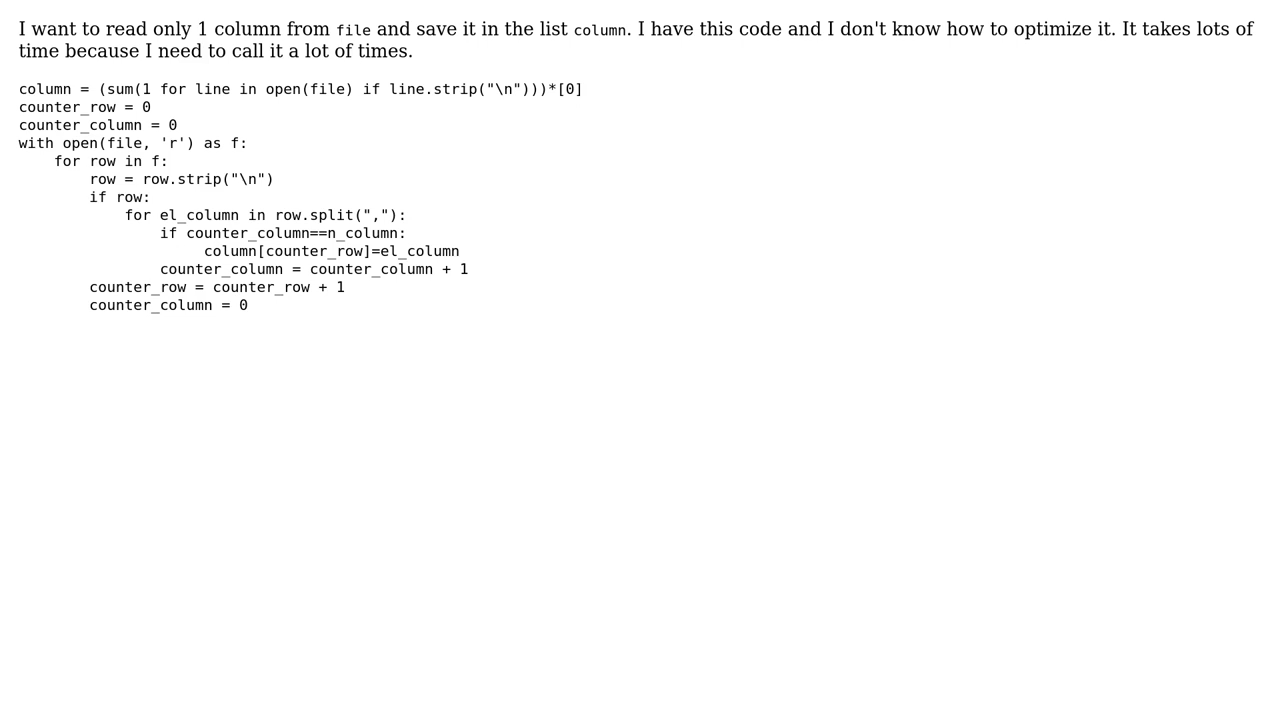 I want to read only 1 column from file and save it in the list column. I have this code and I don't know how to optimize it. It takes lots of
time because I need to call it a lot of times.
column = (sum(1 for line in open(file) if line.strip("\n")))*[0]
counter_row = 0
counter_column = 0
with open(file, 'r') as f:
    for row in f:
        row = row.strip("\n")
        if row:
            for el_column in row.split(","):
                if counter_column==n_column:
                     column[counter_row]=el_column
                counter_column = counter_column + 1
        counter_row = counter_row + 1
        counter_column = 0